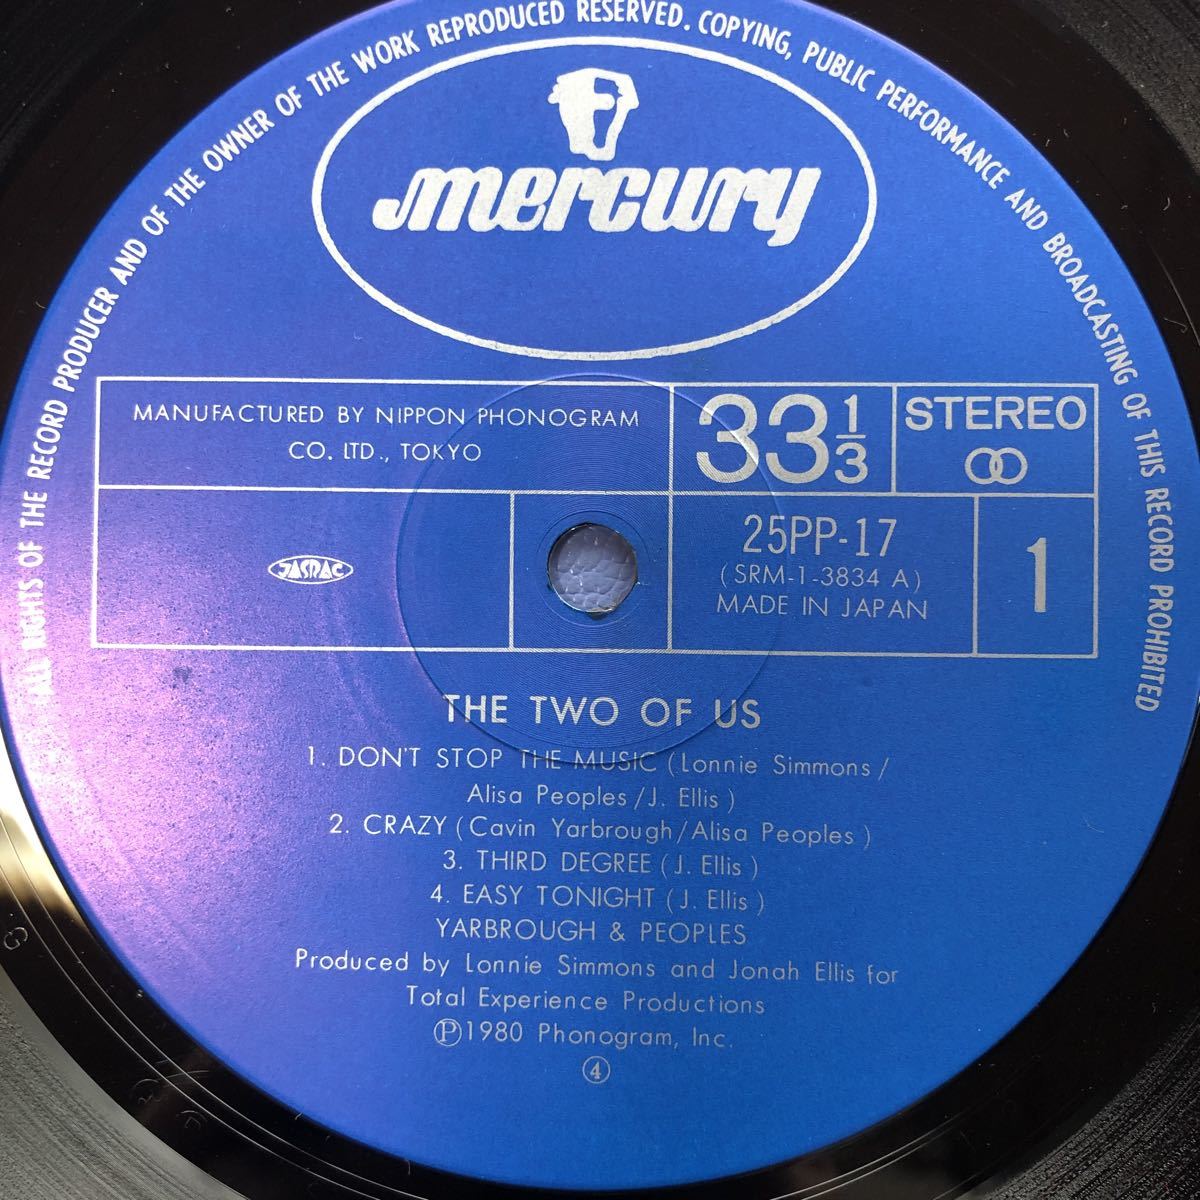 ALL RIGHTS OF THE RECORD PRODUCER AND OF THE OWNER OF THE WORK REPRODUCED RESERVED. COPYING, PUBLIC PERFORMANCE AND BROADCASTING OF THIS RECORD PROHIBITED
mercury
MANUFACTURED BY NIPPON PHONOGRAM
CO. LTD., TOKYO
33 1/3
STEREO
JASRAC
25PP-17
(SRM-1-3834 A)
MADE IN JAPAN
1
THE TWO OF US
1. DON'T STOP THE MUSIC (Lonnie Simmons/
Alisa Peoples/J. Ellis)
2. CRAZY (Cavin Yarbrough/Alisa Peoples)
3. THIRD DEGREE (J. Ellis)
4. EASY TONIGHT (J. Ellis)
YARBROUGH & PEOPLES
Produced by Lonnie Simmons and Jonah Ellis for
Total Experience Productions
Ⓟ1980 Phonogram, Inc.
④